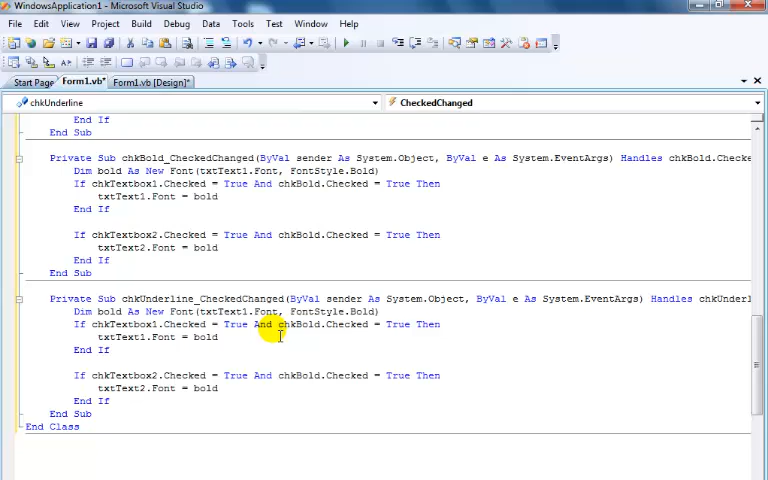 WindowsApplication1 - Microsoft Visual Studio
File Edit View Project Build Debug Data Tools Test Window Help
Start Page Form1.vb* Form1.vb [Design]*
chkUnderline CheckedChanged
End If
End Sub
Private Sub chkBold_CheckedChanged(ByVal sender As System.Object, ByVal e As System.EventArgs) Handles chkBold.Checke
Dim bold As New Font(txtText1.Font, FontStyle.Bold)
If chkTextbox1.Checked = True And chkBold.Checked = True Then
txtText1.Font = bold
End If
If chkTextbox2.Checked = True And chkBold.Checked = True Then
txtText2.Font = bold
End If
End Sub
Private Sub chkUnderline_CheckedChanged(ByVal sender As System.Object, ByVal e As System.EventArgs) Handles chkUnderl
Dim bold As New Font(txtText1.Font, FontStyle.Bold)
If chkTextbox1.Checked = True And chkBold.Checked = True Then
txtText1.Font = bold
End If
If chkTextbox2.Checked = True And chkBold.Checked = True Then
txtText2.Font = bold
End If
End Sub
End Class